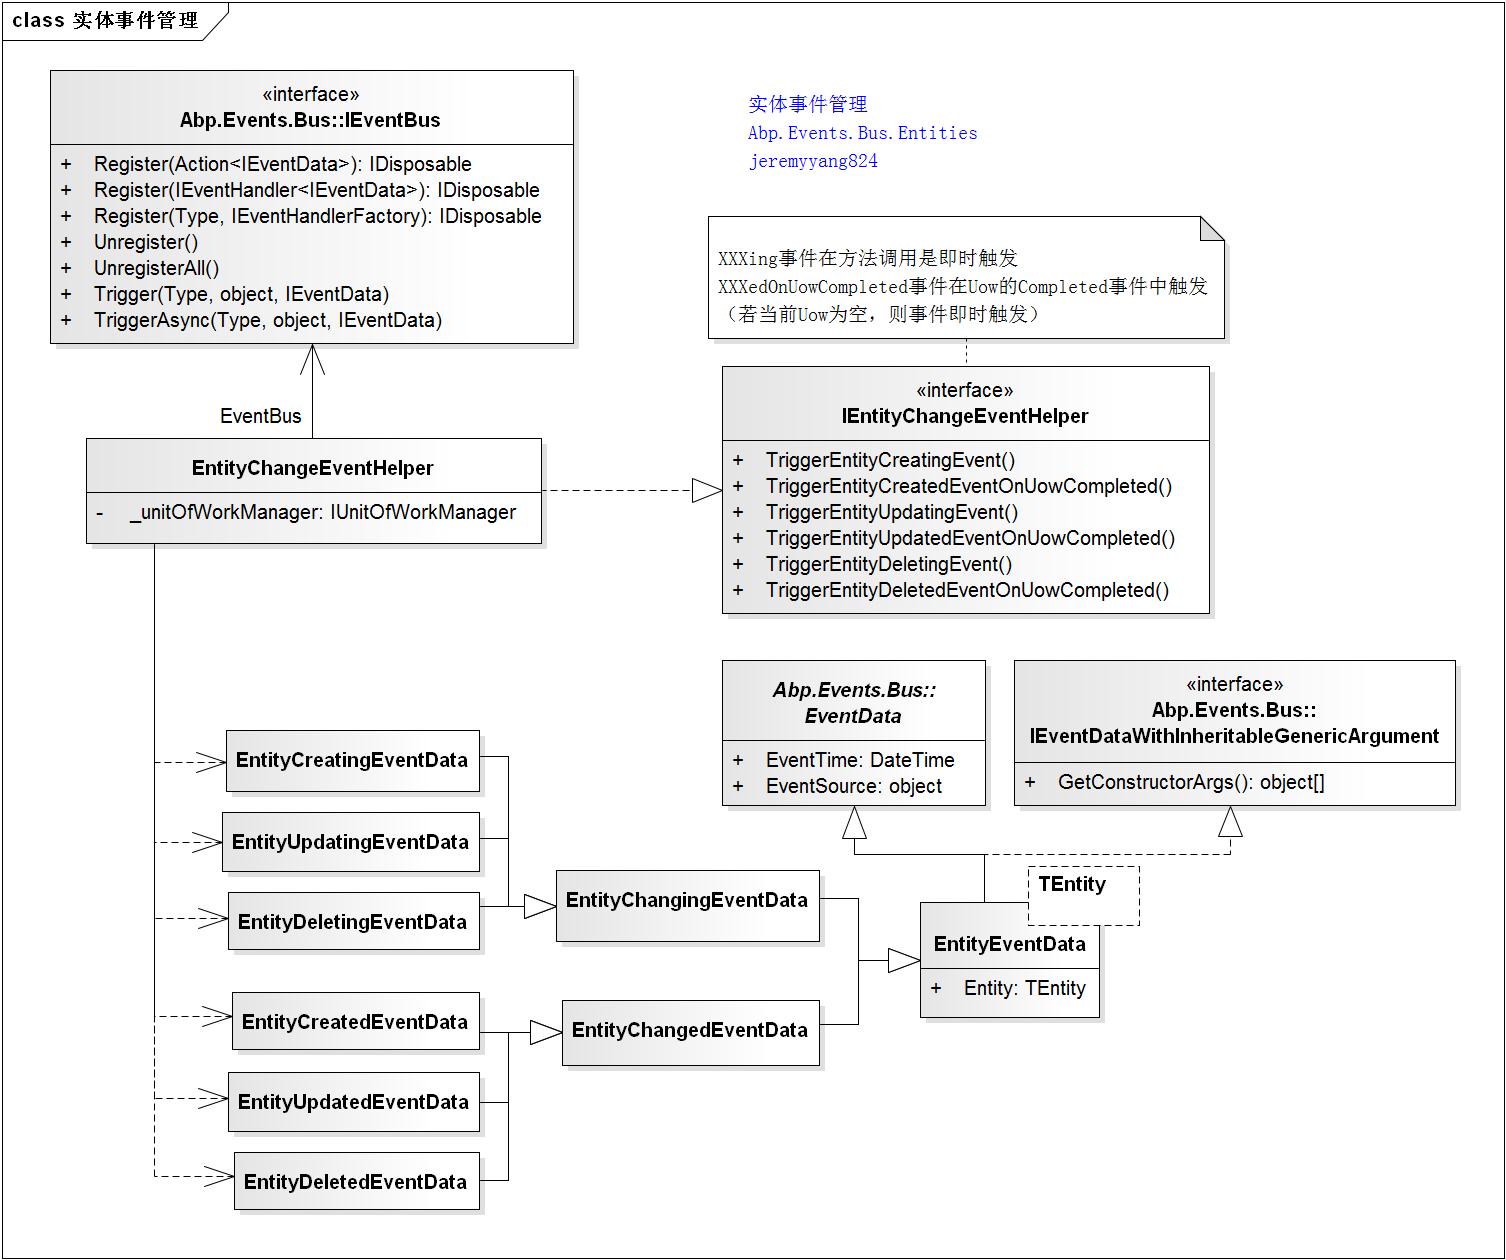 class 实体事件管理
«interface»
Abp.Events.Bus::IEventBus
+ Register(Action<IEventData>): IDisposable
+ Register(IEventHandler<IEventData>): IDisposable
+ Register(Type, IEventHandlerFactory): IDisposable
+ Unregister()
+ UnregisterAll()
+ Trigger(Type, object, IEventData)
+ TriggerAsync(Type, object, IEventData)
实体事件管理
Abp.Events.Bus.Entities
jeremyyang824
XXXing事件在方法调用是即时触发
XXXedOnUowCompleted事件在Uow的Completed事件中触发
（若当前Uow为空，则事件即时触发）
EventBus
EntityChangeEventHelper
- _unitOfWorkManager: IUnitOfWorkManager
«interface»
IEntityChangeEventHelper
+ TriggerEntityCreatingEvent()
+ TriggerEntityCreatedEventOnUowCompleted()
+ TriggerEntityUpdatingEvent()
+ TriggerEntityUpdatedEventOnUowCompleted()
+ TriggerEntityDeletingEvent()
+ TriggerEntityDeletedEventOnUowCompleted()
Abp.Events.Bus::
EventData
+ EventTime: DateTime
+ EventSource: object
«interface»
Abp.Events.Bus::
IEventDataWithInheritableGenericArgument
+ GetConstructorArgs(): object[]
EntityCreatingEventData
EntityUpdatingEventData
EntityDeletingEventData
EntityChangingEventData
TEntity
EntityEventData
+ Entity: TEntity
EntityCreatedEventData
EntityChangedEventData
EntityUpdatedEventData
EntityDeletedEventData